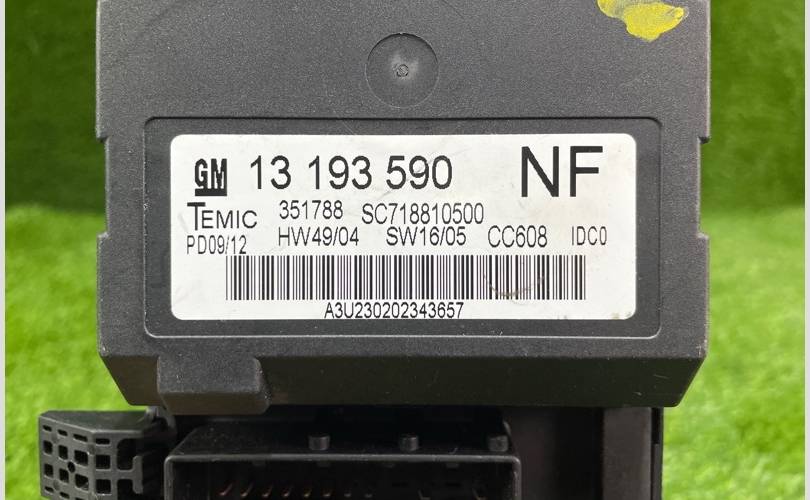 GM 13 193 590 NF
TEMIC 351788 SC718810500
PD09/12 HW49/04 SW16/05 CC608 IDC0
A3U230202343657